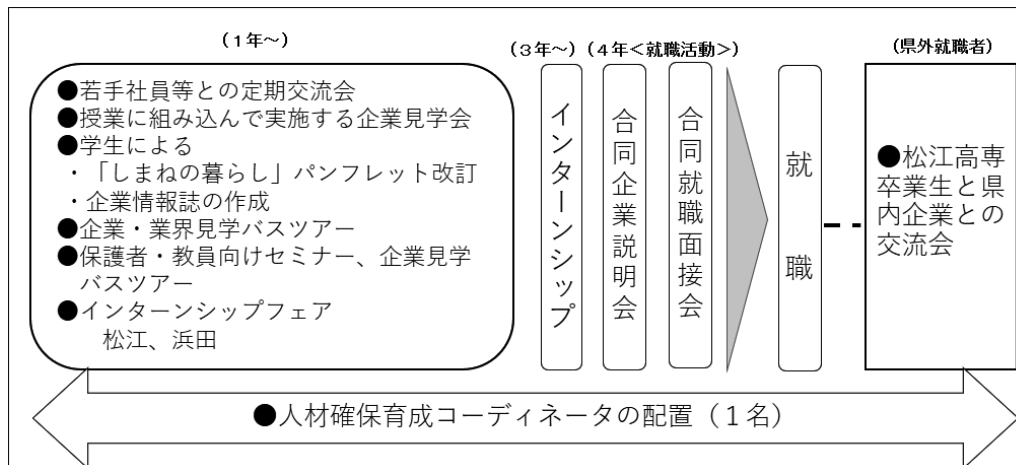 (1年～)
●若手社員等との定期交流会
●授業に組み込んで実施する企業見学会
●学生による
・「しまねの暮らし」パンフレット改訂
・企業情報誌の作成
●企業・業界見学バスツアー
●保護者・教員向けセミナー、企業見学
バスツアー
●インターンシップフェア
松江、浜田
(3年～)
インターンシップ
(4年<就職活動>)
合同企業説明会
合同就職面接会
就職
(県外就職者)
●松江高専
卒業生と県
内企業との
交流会
●人材確保育成コーディネータの配置（１名）